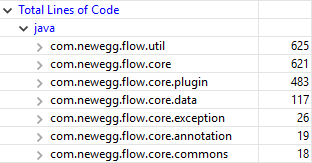 Total Lines of Code
java
com.newegg.flow.util 625
com.newegg.flow.core 621
com.newegg.flow.core.plugin 483
com.newegg.flow.core.data 117
com.newegg.flow.core.exception 26
com.newegg.flow.core.annotation 19
com.newegg.flow.core.commons 18